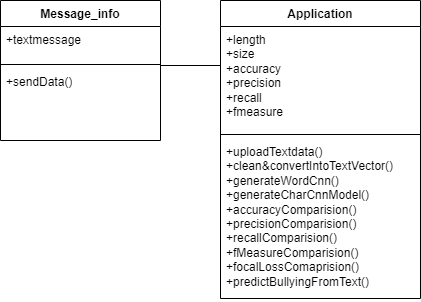 Message_info
+textmessage
+sendData()
Application
+length
+size
+accuracy
+precision
+recall
+fmeasure
+uploadTextdata()
+clean&convertIntoTextVector()
+generateWordCnn()
+generateCharCnnModel()
+accuracyComparision()
+precisionComparision()
+recallComparision()
+fMeasureComparision()
+focalLossComaprision()
+predictBullyingFromText()